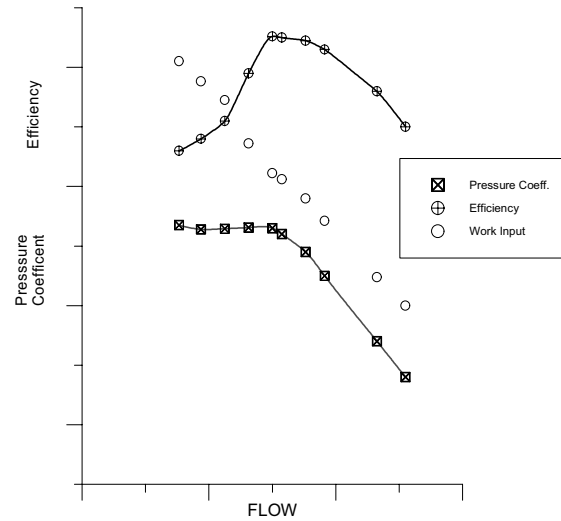 Efficiency
Presssure
Coefficent
Pressure Coeff.
Efficiency
Work Input
FLOW